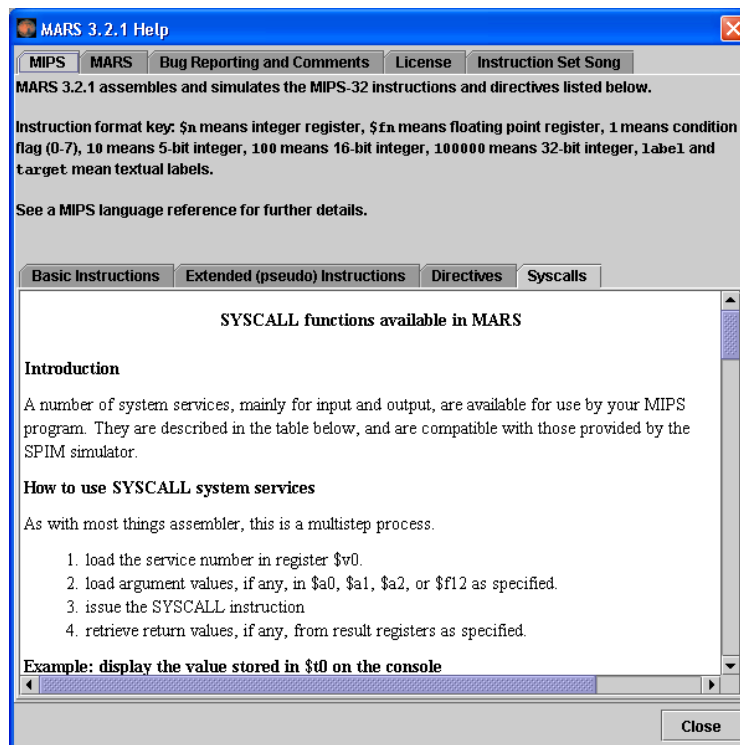 MARS 3.2.1 Help
MIPS MARS Bug Reporting and Comments License Instruction Set Song
MARS 3.2.1 assembles and simulates the MIPS-32 instructions and directives listed below.
Instruction format key: $n means integer register, $fn means floating point register, 1 means condition
flag (0-7), 10 means 5-bit integer, 100 means 16-bit integer, 100000 means 32-bit integer, label and
target mean textual labels.
See a MIPS language reference for further details.
Basic Instructions Extended (pseudo) Instructions Directives Syscalls
SYSCALL functions available in MARS
Introduction
A number of system services, mainly for input and output, are available for use by your MIPS
program. They are described in the table below, and are compatible with those provided by the
SPIM simulator.
How to use SYSCALL system services
As with most things assembler, this is a multistep process.
1. load the service number in register $v0.
2. load argument values, if any, in $a0, $a1, $a2, or $f12 as specified.
3. issue the SYSCALL instruction
4. retrieve return values, if any, from result registers as specified.
Example: display the value stored in $t0 on the console
Close